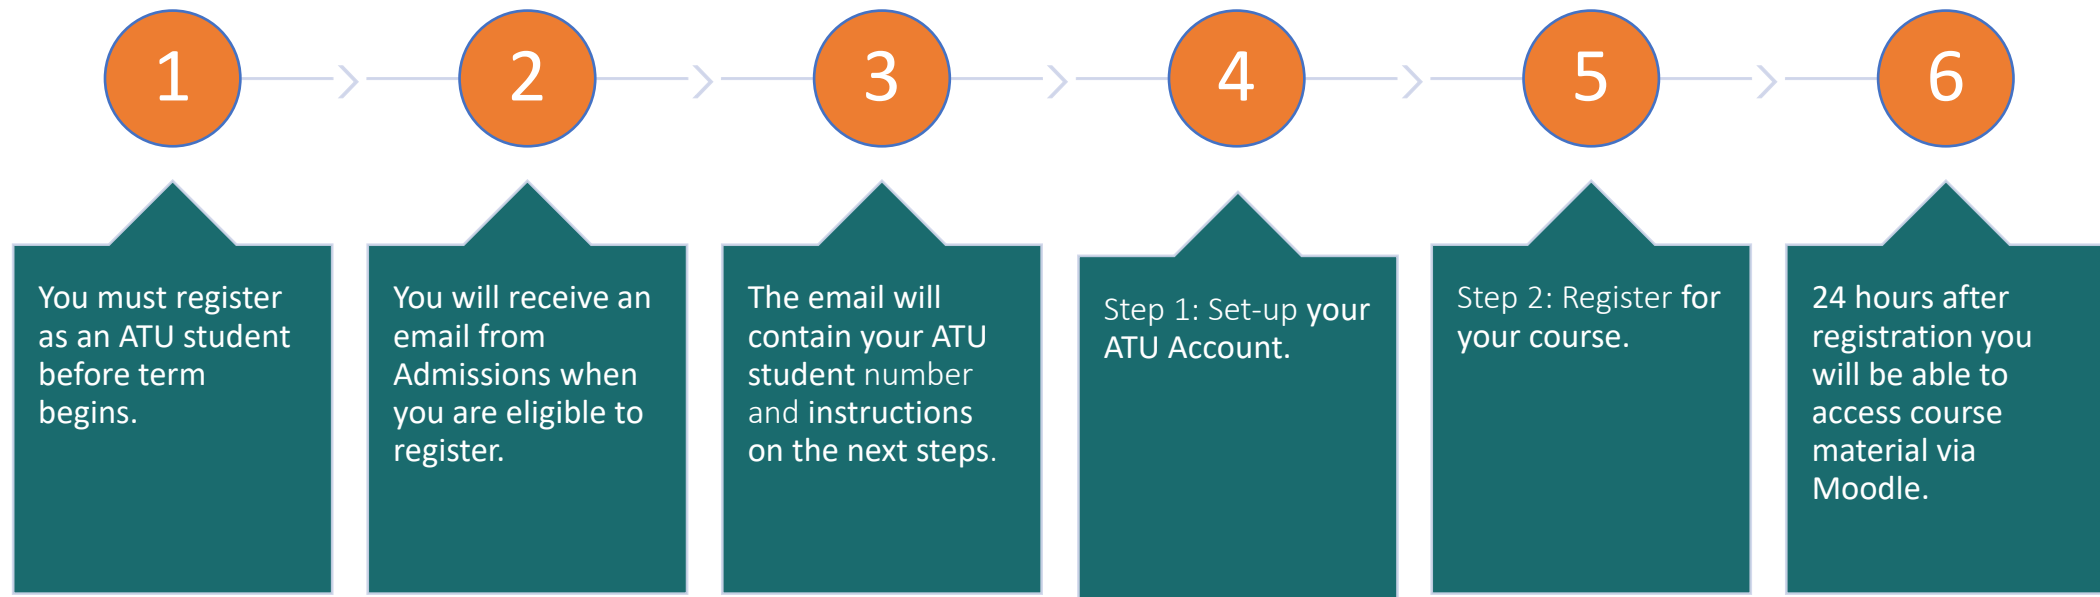 1
2
3
4
5
6
You must register
as an ATU student
before term
begins.
You will receive an
email from
Admissions when
you are eligible to
register.
The email will
contain your ATU
student number
and instructions
on the next steps.
Step 1: Set-up your
ATU Account.
Step 2: Register for
your course.
24 hours after
registration you
will be able to
access course
material via
Moodle.